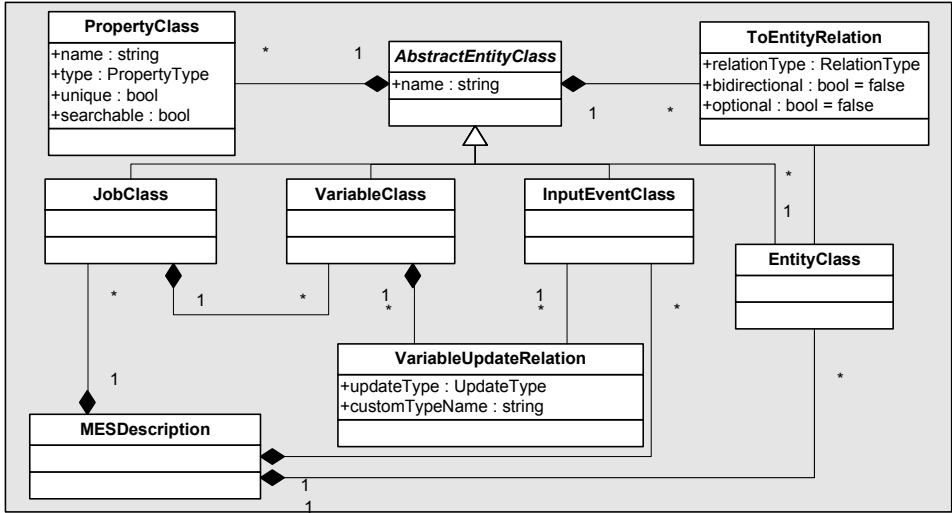 PropertyClass
+name : string
+type : PropertyType
+unique : bool
+searchable : bool
*
1
AbstractEntityClass
+name : string
1
*
ToEntityRelation
+relationType : RelationType
+bidirectional : bool = false
+optional : bool = false
JobClass
VariableClass
InputEventClass
*
1
EntityClass
*
1
*
1
*
1
*
*
VariableUpdateRelation
+updateType : UpdateType
+customTypeName : string
*
1
MESDescription
1
1